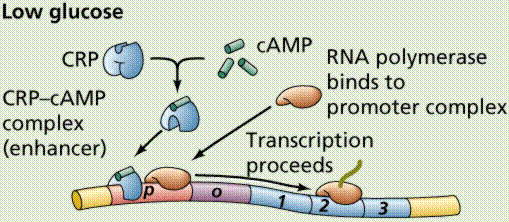 Low glucose
CRP
cAMP
RNA polymerase
binds to
promoter complex
CRP–cAMP
complex
(enhancer)
Transcription
proceeds
p
o
1
2
3